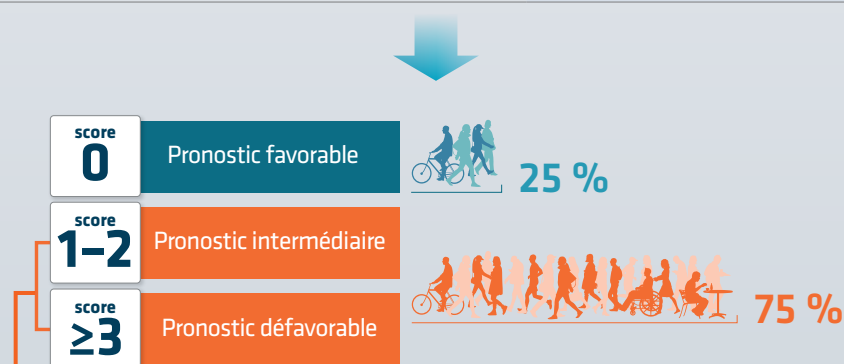 score
0
Pronostic favorable
25 %
score
1–2
Pronostic intermédiaire
75 %
score
≥3
Pronostic défavorable